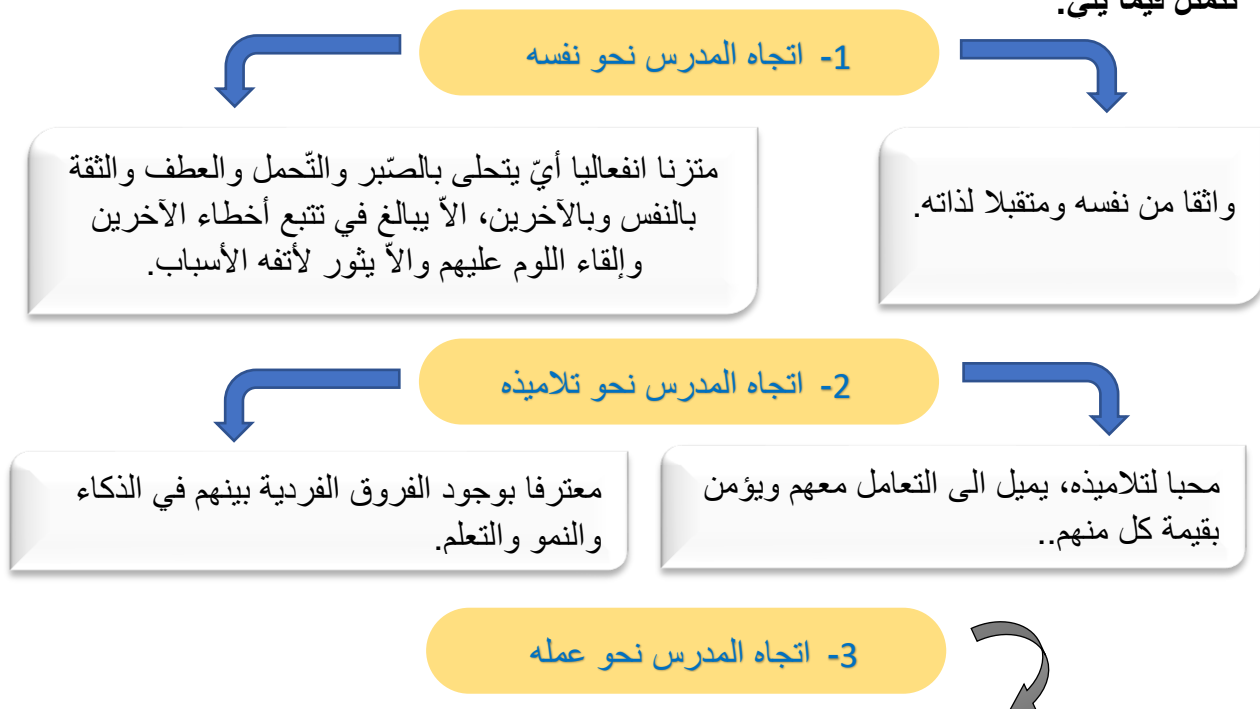 تتمثل فيما يلي:
1- اتجاه المدرس نحو نفسه
واثقا من نفسه ومتقبلا لذاته.
متزنا انفعاليا أيّ يتحلى بالصّبر والتّحمل والعطف والثقة
بالنفس وبالآخرين، الاّ يبالغ في تتبع أخطاء الآخرين
وإلقاء اللوم عليهم والاّ يثور لأتفه الأسباب.
2- اتجاه المدرس نحو تلاميذه
محبا لتلاميذه، يميل الى التعامل معهم ويؤمن
بقيمة كل منهم..
معترفا بوجود الفروق الفردية بينهم في الذكاء
والنمو والتعلم.
3- اتجاه المدرس نحو عمله